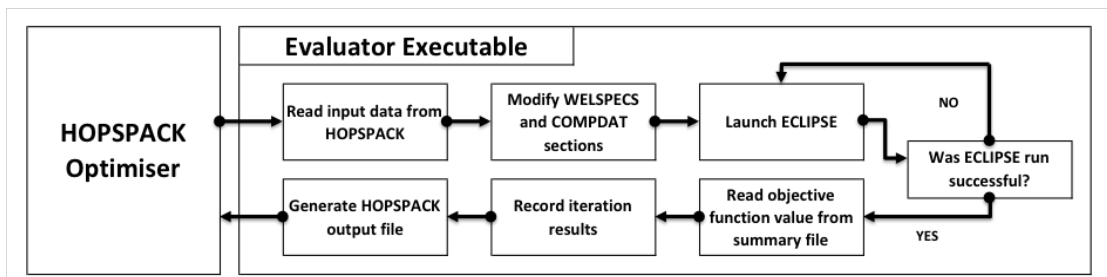 Evaluator Executable
HOPSPACK
Optimiser
Read input data from
HOPSPACK
Modify WELSPECS
and COMPDAT
sections
Launch ECLIPSE
NO
Was ECLIPSE run
successful?
YES
Read objective
function value from
summary file
Record iteration
results
Generate HOPSPACK
output file